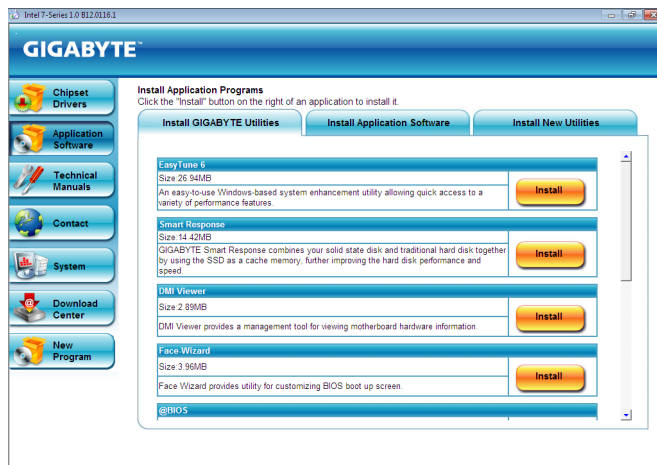 Intel 7-Series 1.0 B12.0116.1
GIGABYTE™
Chipset
Drivers
Application
Software
Technical
Manuals
Contact
System
Download
Center
New
Program
Install Application Programs
Click the "Install" button on the right of an application to install it.
Install GIGABYTE Utilities
Install Application Software
Install New Utilities
EasyTune 6
Size:26.94MB
An easy-to-use Windows-based system enhancement utility allowing quick access to a
variety of performance features.
Install
Smart Response
Size:14.42MB
GIGABYTE Smart Response combines your solid state disk and traditional hard disk together
by using the SSD as a cache memory, further improving the hard disk performance and
speed.
Install
DMI Viewer
Size:2.89MB
DMI Viewer provides a management tool for viewing motherboard hardware information.
Install
Face-Wizard
Size:3.96MB
Face Wizard provides utility for customizing BIOS boot up screen.
Install
@BIOS